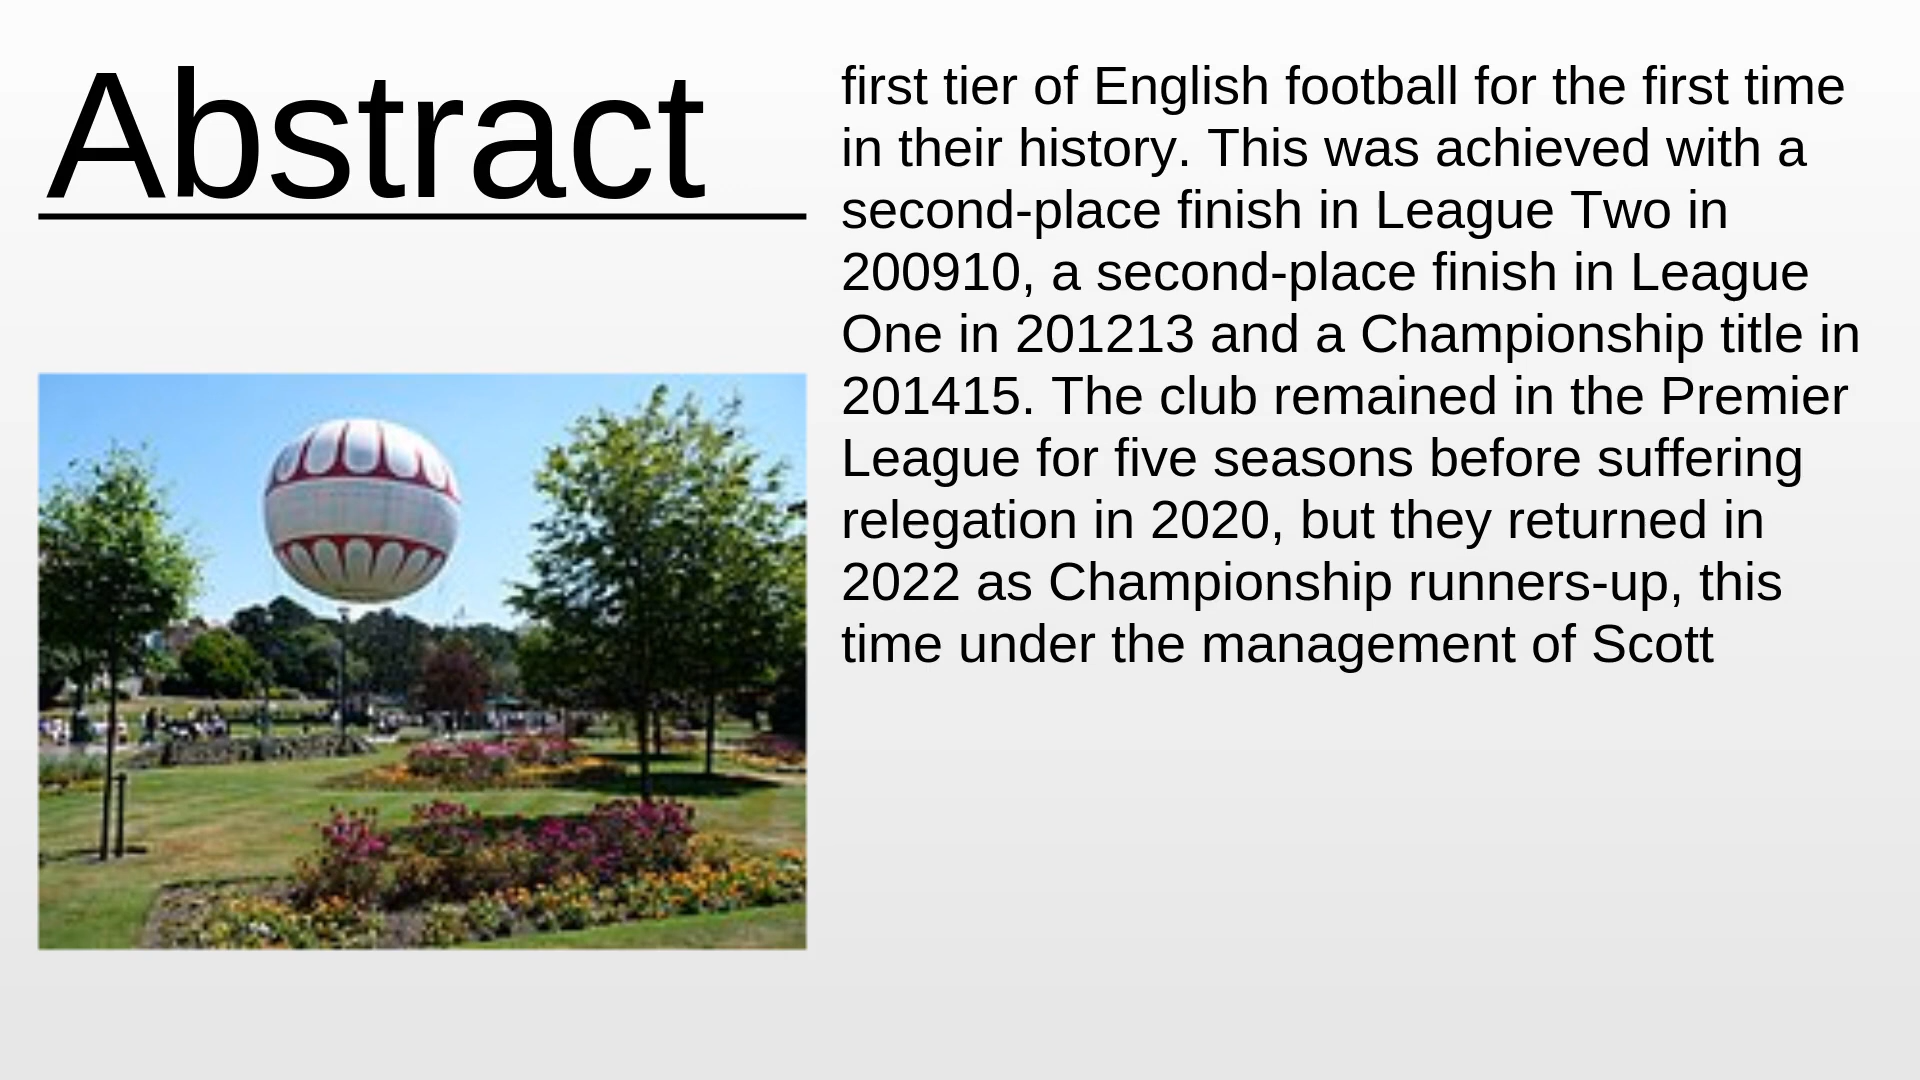 Abstract
first tier of English football for the first time
in their history. This was achieved with a
second-place finish in League Two in
200910, a second-place finish in League
One in 201213 and a Championship title in
201415. The club remained in the Premier
League for five seasons before suffering
relegation in 2020, but they returned in
2022 as Championship runners-up, this
time under the management of Scott